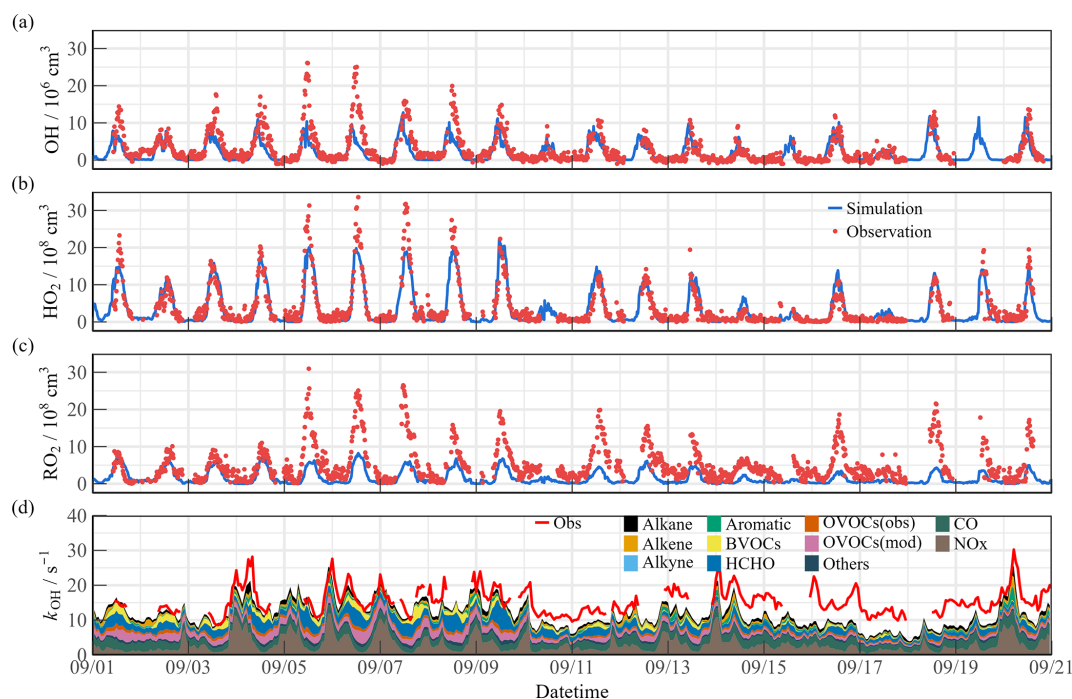 (a)
OH / 10⁶ cm³
30
20
10
0
(b)
HO₂ / 10⁸ cm³
30
20
10
0
Simulation
Observation
(c)
RO₂ / 10⁸ cm³
30
20
10
0
(d)
k_OH / s⁻¹
40
30
20
10
0
Obs
Alkane Aromatic OVOCs(obs) CO
Alkene BVOCs OVOCs(mod) NOx
Alkyne HCHO Others
09/01 09/03 09/05 09/07 09/09 09/11 09/13 09/15 09/17 09/19 09/21
Datetime